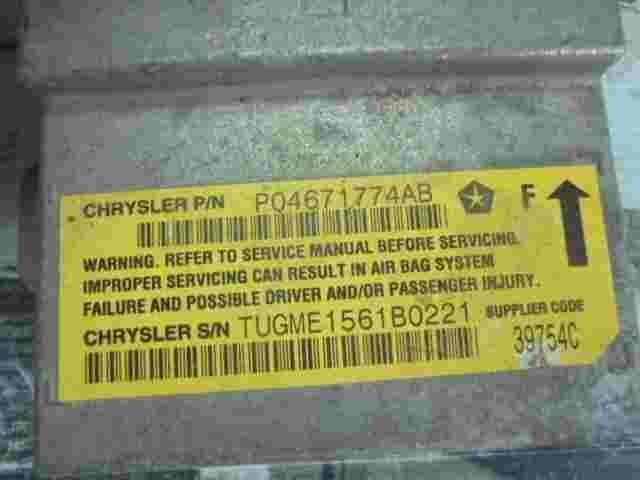 CHRYSLER P/N PQ4671774AB F
WARNING. REFER TO SERVICE MANUAL BEFORE SERVICING.
IMPROPER SERVICING CAN RESULT IN AIR BAG SYSTEM
FAILURE AND POSSIBLE DRIVER AND/OR PASSENGER INJURY.
CHRYSLER S/N TUGME1561B0221 SUPPLIER CODE
39754C